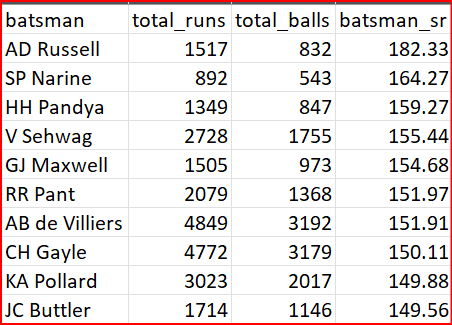 batsman total_runs total_balls batsman_sr
AD Russell 1517 832 182.33
SP Narine 892 543 164.27
HH Pandya 1349 847 159.27
V Sehwag 2728 1755 155.44
GJ Maxwell 1505 973 154.68
RR Pant 2079 1368 151.97
AB de Villiers 4849 3192 151.91
CH Gayle 4772 3179 150.11
KA Pollard 3023 2017 149.88
JC Buttler 1714 1146 149.56